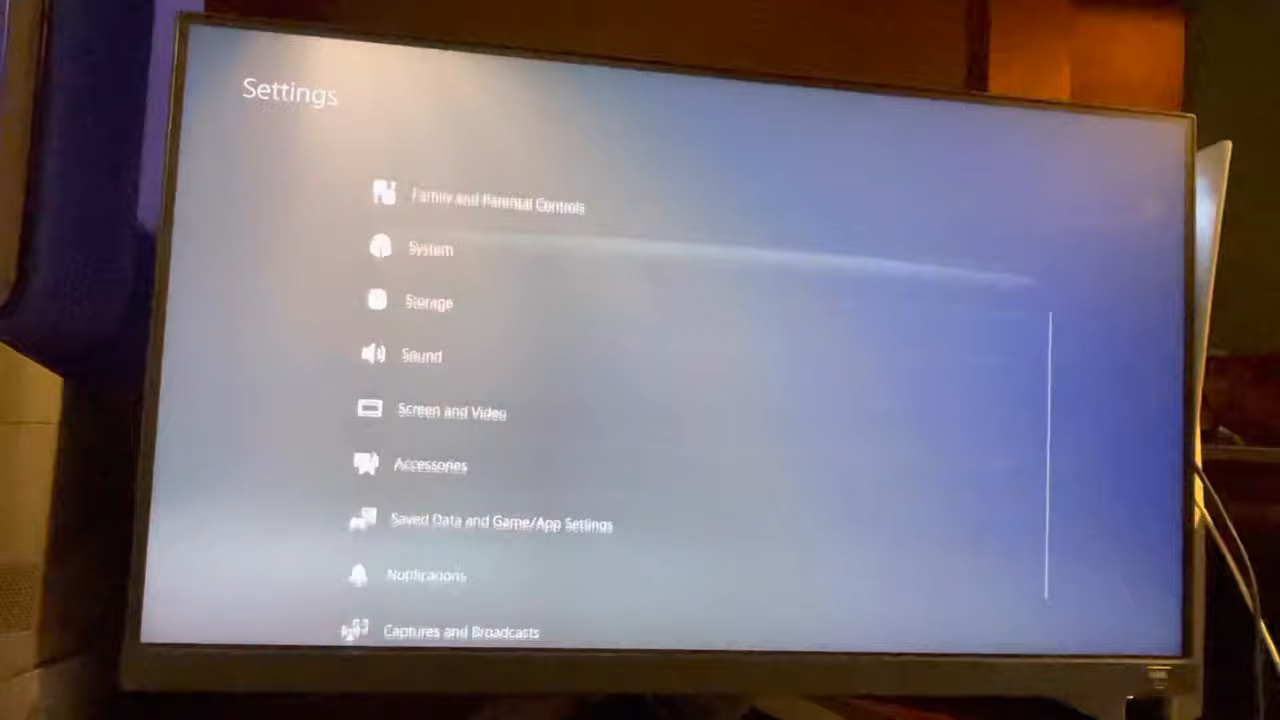 Settings
Family and Parental Controls
System
Storage
Sound
Screen and Video
Accessories
Saved Data and Game/App Settings
Notifications
Captures and Broadcasts